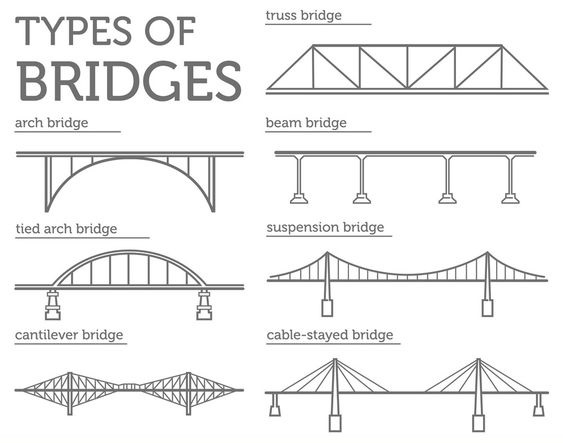 TYPES OF
BRIDGES
truss bridge
arch bridge
beam bridge
tied arch bridge
suspension bridge
cantilever bridge
cable-stayed bridge